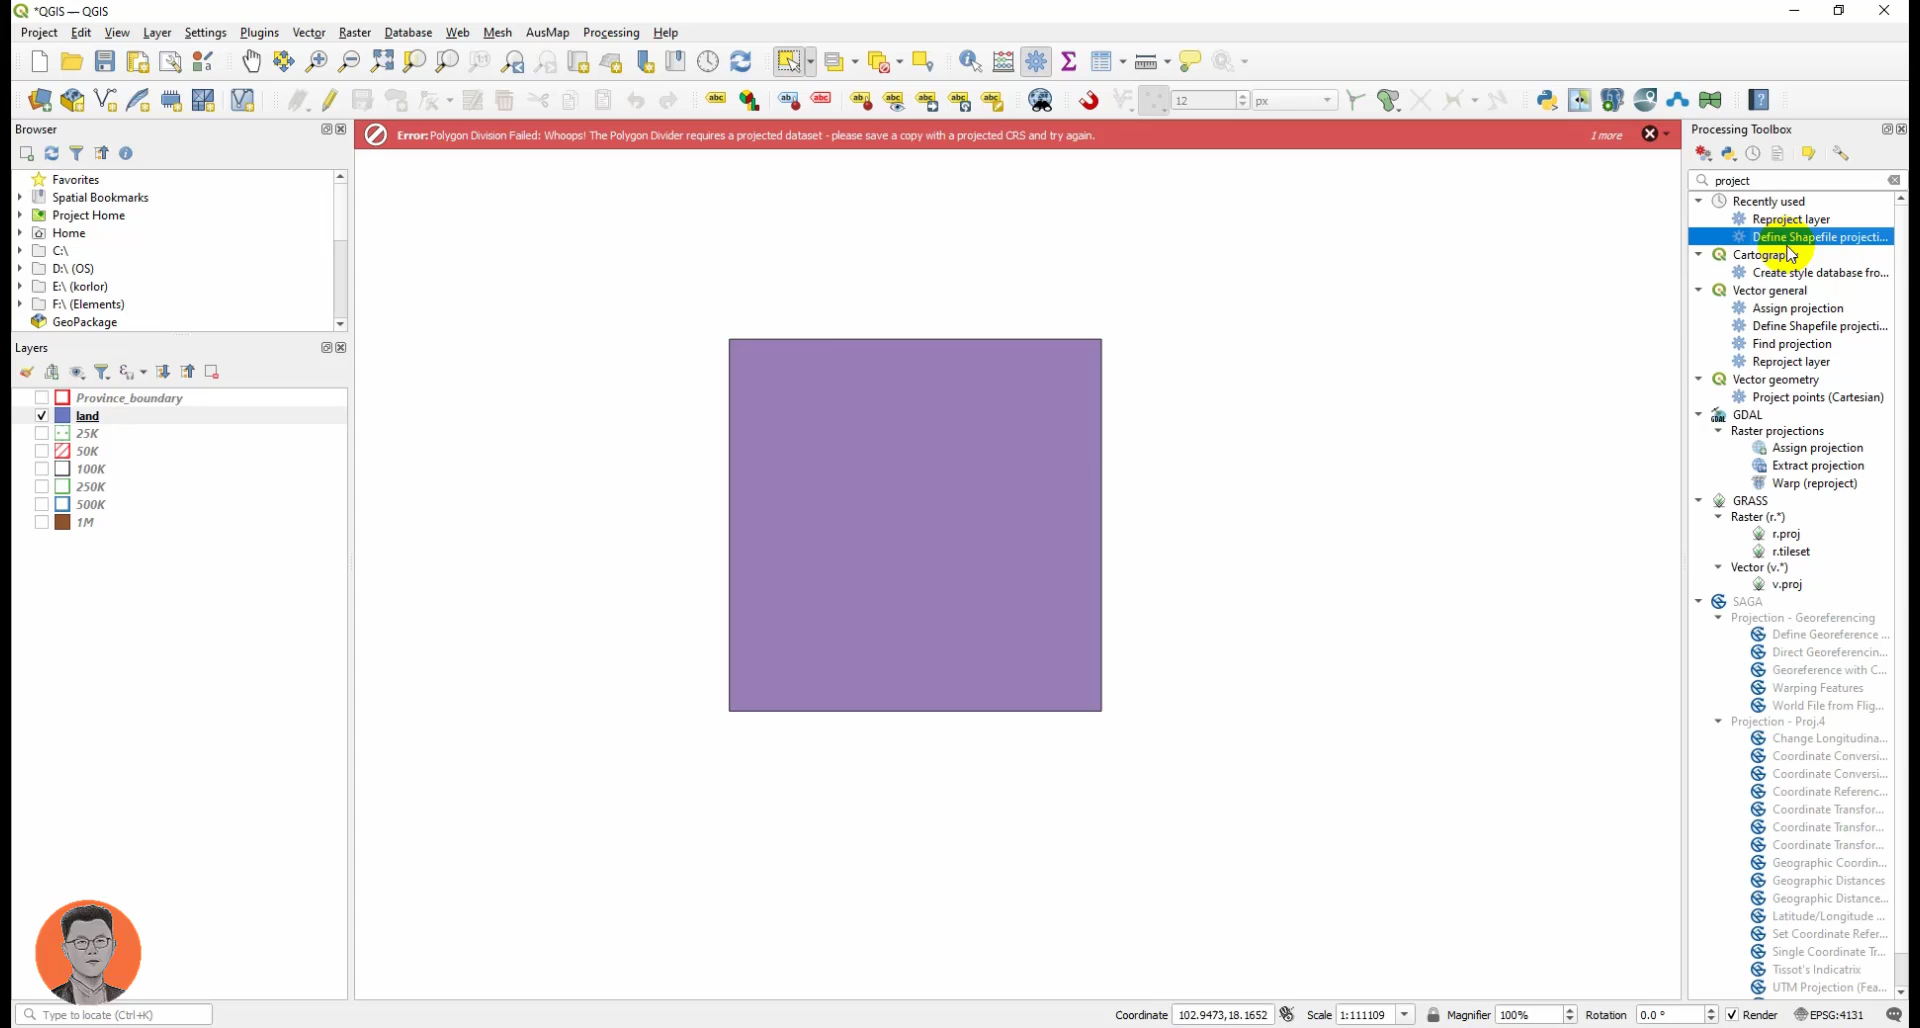 *QGIS — QGIS
Project Edit View Layer Settings Plugins Vector Raster Database Web Mesh AusMap Processing Help
12 px
Browser
Favorites
Spatial Bookmarks
Project Home
Home
C:\
D:\ (OS)
E:\ (korlor)
F:\ (Elements)
GeoPackage
Layers
Province_boundary
land
25K
50K
100K
250K
500K
1M
Type to locate (Ctrl+K)
Error: Polygon Division Failed: Whoops! The Polygon Divider requires a projected dataset - please save a copy with a projected CRS and try again.
1 more
Processing Toolbox
project
Recently used
Reproject layer
Define Shapefile projecti...
Cartography
Create style database fro...
Vector general
Assign projection
Define Shapefile projecti...
Find projection
Reproject layer
Vector geometry
Project points (Cartesian)
GDAL
Raster projections
Assign projection
Extract projection
Warp (reproject)
GRASS
Raster (r.*)
r.proj
r.tileset
Vector (v.*)
v.proj
SAGA
Projection - Georeferencing
Define Georeference ...
Direct Georeferencin...
Georeference with C...
Warping Features
World File from Flig...
Projection - Proj.4
Change Longitudina...
Coordinate Conversi...
Coordinate Conversi...
Coordinate Referenc...
Coordinate Transfor...
Coordinate Transfor...
Coordinate Transfor...
Geographic Coordin...
Geographic Distances
Geographic Distance...
Latitude/Longitude ...
Set Coordinate Refer...
Single Coordinate Tr...
Tissot's Indicatrix
UTM Projection (Fea...
Coordinate 102.9473,18.1652 Scale 1:111109 Magnifier 100% Rotation 0.0 ° Render EPSG:4131